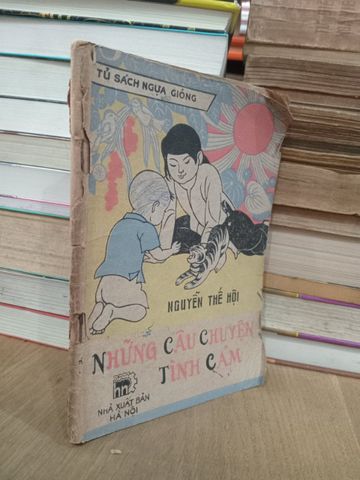 TỦ SÁCH NGỰA GIÓNG
NGUYỄN THẾ HỘI
NHỮNG CÂU CHUYỆN
TÌNH CẢM
NHÀ XUẤT BẢN
HÀ NỘI